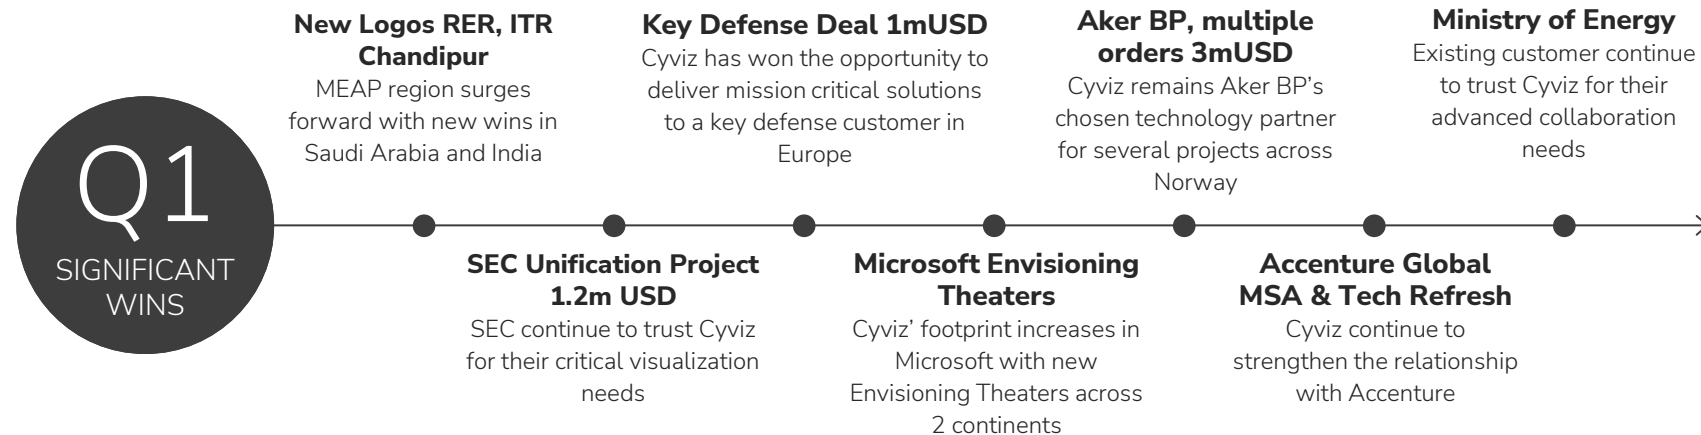 Q1
SIGNIFICANT
WINS
New Logos RER, ITR
Chandipur
MEAP region surges
forward with new wins in
Saudi Arabia and India
SEC Unification Project
1.2m USD
SEC continue to trust Cyviz
for their critical visualization
needs
Key Defense Deal 1mUSD
Cyviz has won the opportunity to
deliver mission critical solutions
to a key defense customer in
Europe
Microsoft Envisioning
Theaters
Cyviz’ footprint increases in
Microsoft with new
Envisioning Theaters across
2 continents
Aker BP, multiple
orders 3mUSD
Cyviz remains Aker BP’s
chosen technology partner
for several projects across
Norway
Accenture Global
MSA & Tech Refresh
Cyviz continue to
strengthen the relationship
with Accenture
Ministry of Energy
Existing customer continue
to trust Cyviz for their
advanced collaboration
needs